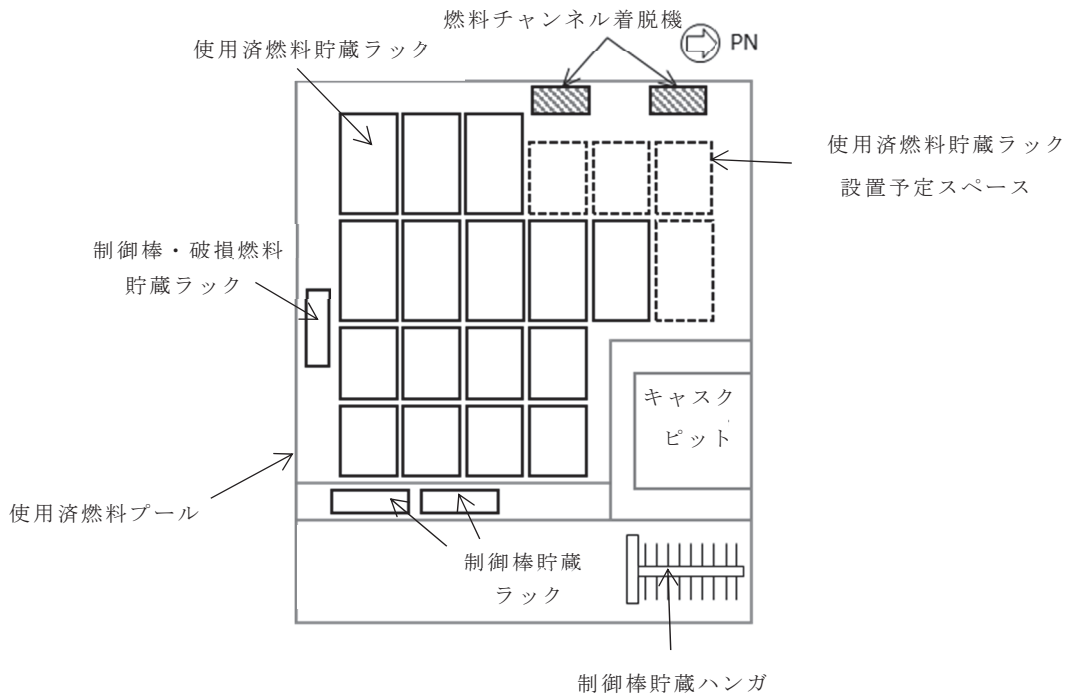 燃料チャンネル着脱機
PN
使用済燃料貯蔵ラック
使用済燃料貯蔵ラック
設置予定スペース
制御棒・破損燃料
貯蔵ラック
キャスク
ピット
使用済燃料プール
制御棒貯蔵
ラック
制御棒貯蔵ハンガ